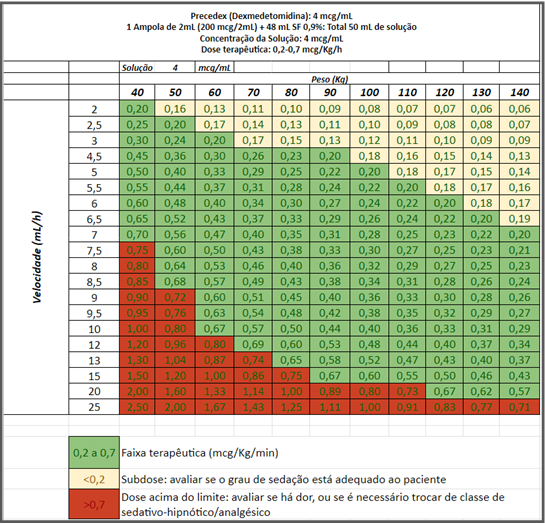 Precedex (Dexmedetomidina): 4 mcg/mL
1 Ampola de 2mL (200 mcg/2mL) + 48 mL SF 0,9%: Total 50 mL de solução
Concentração da Solução: 4 mcg/mL
Dose terapêutica: 0,2-0,7 mcg/Kg/h
Solução 4 mcg/mL
Peso (Kg)
40 50 60 70 80 90 100 110 120 130 140
Velocidade (mL/h)
2 0,20 0,16 0,13 0,11 0,10 0,09 0,08 0,07 0,07 0,06 0,06
2,5 0,25 0,20 0,17 0,14 0,13 0,11 0,10 0,09 0,08 0,08 0,07
3 0,30 0,24 0,20 0,17 0,15 0,13 0,12 0,11 0,10 0,09 0,09
4,5 0,45 0,36 0,30 0,26 0,23 0,20 0,18 0,16 0,15 0,14 0,13
5 0,50 0,40 0,33 0,29 0,25 0,22 0,20 0,18 0,17 0,15 0,14
5,5 0,55 0,44 0,37 0,31 0,28 0,24 0,22 0,20 0,18 0,17 0,16
6 0,60 0,48 0,40 0,34 0,30 0,27 0,24 0,22 0,20 0,18 0,17
6,5 0,65 0,52 0,43 0,37 0,33 0,29 0,26 0,24 0,22 0,20 0,19
7 0,70 0,56 0,47 0,40 0,35 0,31 0,28 0,25 0,23 0,22 0,20
7,5 0,75 0,60 0,50 0,43 0,38 0,33 0,30 0,27 0,25 0,23 0,21
8 0,80 0,64 0,53 0,46 0,40 0,36 0,32 0,29 0,27 0,25 0,23
8,5 0,85 0,68 0,57 0,49 0,43 0,38 0,34 0,31 0,28 0,26 0,24
9 0,90 0,72 0,60 0,51 0,45 0,40 0,36 0,33 0,30 0,28 0,26
9,5 0,95 0,76 0,63 0,54 0,48 0,42 0,38 0,35 0,32 0,29 0,27
10 1,00 0,80 0,67 0,57 0,50 0,44 0,40 0,36 0,33 0,31 0,29
12 1,20 0,96 0,80 0,69 0,60 0,53 0,48 0,44 0,40 0,37 0,34
13 1,30 1,04 0,87 0,74 0,65 0,58 0,52 0,47 0,43 0,40 0,37
15 1,50 1,20 1,00 0,86 0,75 0,67 0,60 0,55 0,50 0,46 0,43
20 2,00 1,60 1,33 1,14 1,00 0,89 0,80 0,73 0,67 0,62 0,57
25 2,50 2,00 1,67 1,43 1,25 1,11 1,00 0,91 0,83 0,77 0,71
0,2 a 0,7 Faixa terapêutica (mcg/Kg/min)
<0,2 Subdose: avaliar se o grau de sedação está adequado ao paciente
>0,7 Dose acima do limite: avaliar se há dor, ou se é necessário trocar de classe de
sedativo-hipnótico/analgésico